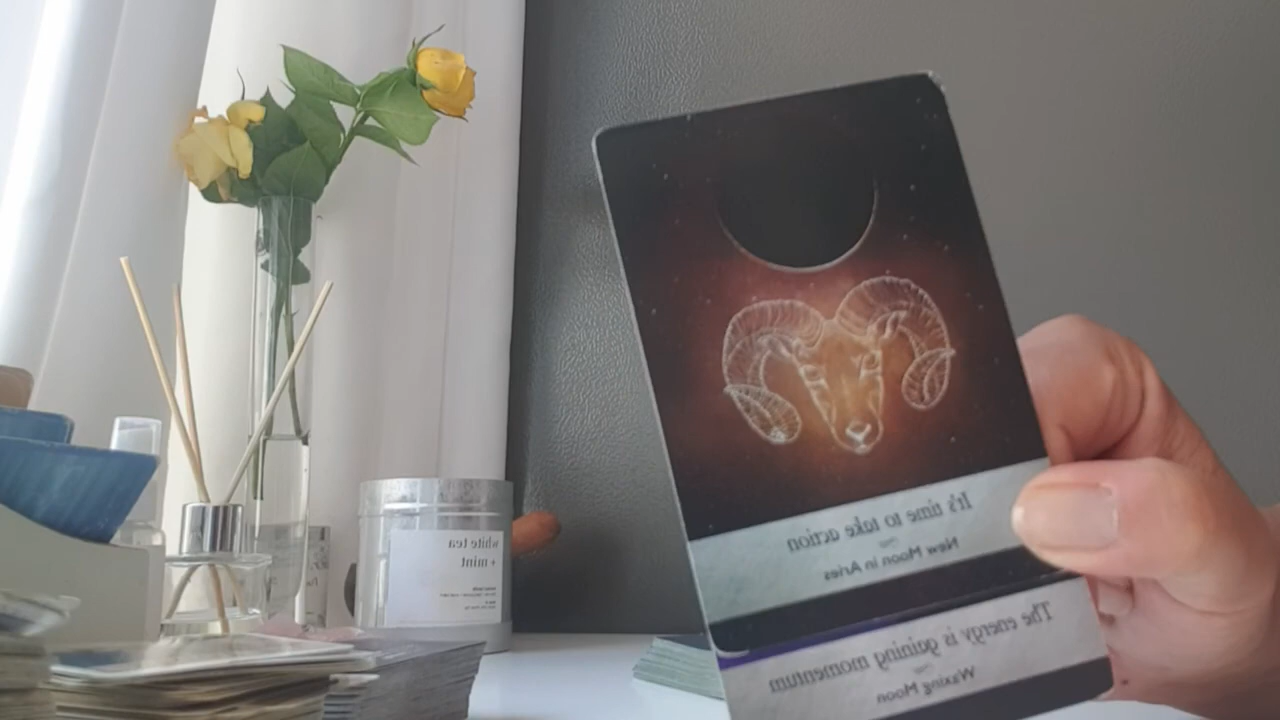 white tea
+ mint
It's time to take action
New Moon in Aries
The energy is gaining momentum
Waxing Moon